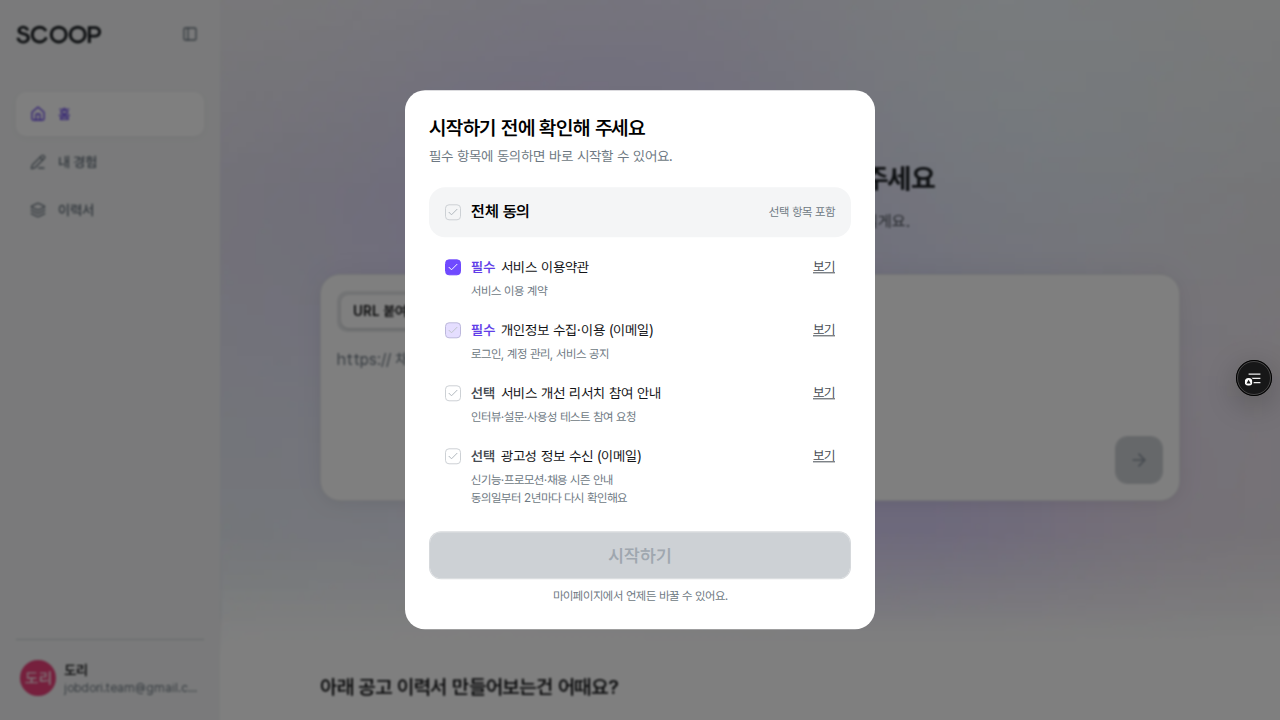 SCOOP
홈
내 경험
이력서
도리
도리
jobdori.team@gmail.c...
주세요
게요.
URL 붙여
https://
시작하기 전에 확인해 주세요
필수 항목에 동의하면 바로 시작할 수 있어요.
전체 동의 선택 항목 포함
필수 서비스 이용약관 보기
서비스 이용 계약
필수 개인정보 수집·이용 (이메일) 보기
로그인, 계정 관리, 서비스 공지
선택 서비스 개선 리서치 참여 안내 보기
인터뷰·설문·사용성 테스트 참여 요청
선택 광고성 정보 수신 (이메일) 보기
신기능·프로모션·채용 시즌 안내
동의일부터 2년마다 다시 확인해요
시작하기
마이페이지에서 언제든 바꿀 수 있어요.
아래 공고 이력서 만들어보는건 어때요?